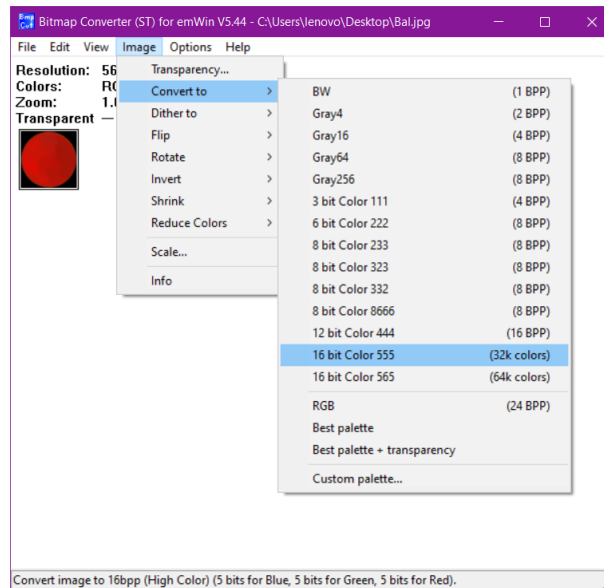 Bmp Cvt Bitmap Converter (ST) for emWin V5.44 - C:\Users\lenovo\Desktop\Bal.jpg
File Edit View Image Options Help
Resolution: 56
Colors:
Zoom: 1.
Transparent —
Transparency...
Convert to >
Dither to >
Flip >
Rotate >
Invert >
Shrink >
Reduce Colors >
Scale...
Info
BW (1 BPP)
Gray4 (2 BPP)
Gray16 (4 BPP)
Gray64 (8 BPP)
Gray256 (8 BPP)
3 bit Color 111 (4 BPP)
6 bit Color 222 (8 BPP)
8 bit Color 233 (8 BPP)
8 bit Color 323 (8 BPP)
8 bit Color 332 (8 BPP)
8 bit Color 8666 (8 BPP)
12 bit Color 444 (16 BPP)
16 bit Color 555 (32k colors)
16 bit Color 565 (64k colors)
RGB (24 BPP)
Best palette
Best palette + transparency
Custom palette...
Convert image to 16bpp (High Color) (5 bits for Blue, 5 bits for Green, 5 bits for Red).